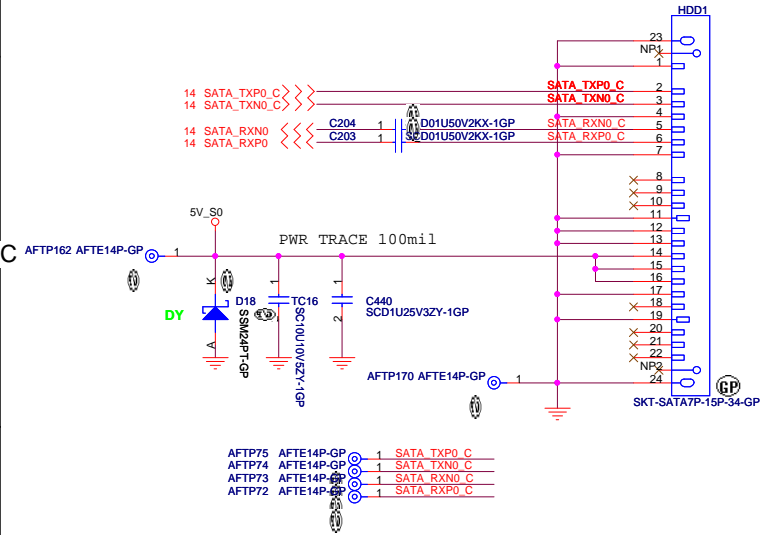 HDD1
23
NP1
1
14 SATA_TXP0_C
SATA_TXP0_C 2
14 SATA_TXN0_C
SATA_TXN0_C 3
4
14 SATA_RXN0
C204 1 D01U50V2KX-1GP
SATA_RXN0_C 5
14 SATA_RXP0
C203 1 SCD01U50V2KX-1GP
SATA_RXP0_C 6
7
8
9
10
11
12
13
14
15
16
17
18
19
20
21
22
NP2
24
5V_S0
PWR TRACE 100mil
C
AFTP162 AFTE14P-GP 1
DY
K
A
D18
SSM24PT-GP
1
TC16
SC10U10V5ZY-1GP
1
2
C440
SCD1U25V3ZY-1GP
AFTP170 AFTE14P-GP 1
GP
SKT-SATA7P-15P-34-GP
AFTP75 AFTE14P-GP 1 SATA_TXP0_C
AFTP74 AFTE14P-GP 1 SATA_TXN0_C
AFTP73 AFTE14P-GP 1 SATA_RXN0_C
AFTP72 AFTE14P-GP 1 SATA_RXP0_C